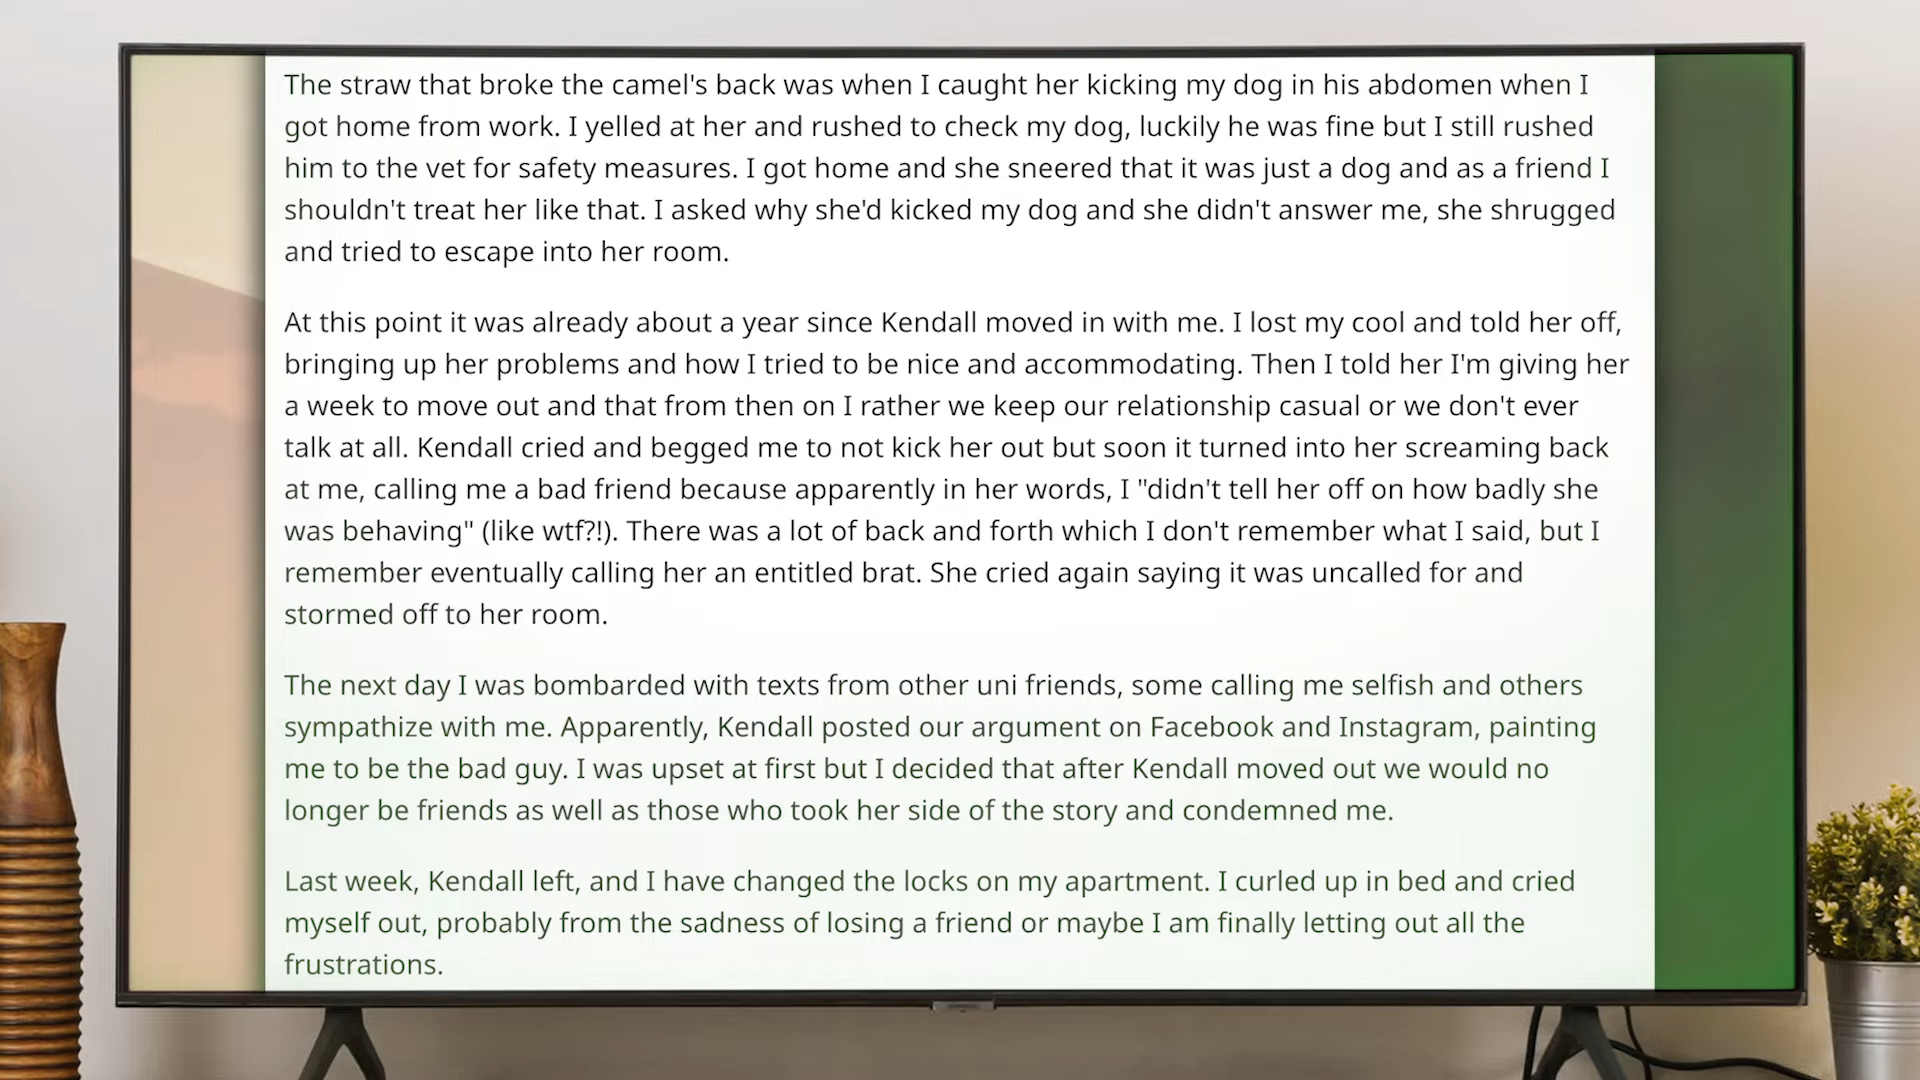 The straw that broke the camel's back was when I caught her kicking my dog in his abdomen when I
got home from work. I yelled at her and rushed to check my dog, luckily he was fine but I still rushed
him to the vet for safety measures. I got home and she sneered that it was just a dog and as a friend I
shouldn't treat her like that. I asked why she'd kicked my dog and she didn't answer me, she shrugged
and tried to escape into her room.
At this point it was already about a year since Kendall moved in with me. I lost my cool and told her off,
bringing up her problems and how I tried to be nice and accommodating. Then I told her I'm giving her
a week to move out and that from then on I rather we keep our relationship casual or we don't ever
talk at all. Kendall cried and begged me to not kick her out but soon it turned into her screaming back
at me, calling me a bad friend because apparently in her words, I "didn't tell her off on how badly she
was behaving" (like wtf?!). There was a lot of back and forth which I don't remember what I said, but I
remember eventually calling her an entitled brat. She cried again saying it was uncalled for and
stormed off to her room.
The next day I was bombarded with texts from other uni friends, some calling me selfish and others
sympathize with me. Apparently, Kendall posted our argument on Facebook and Instagram, painting
me to be the bad guy. I was upset at first but I decided that after Kendall moved out we would no
longer be friends as well as those who took her side of the story and condemned me.
Last week, Kendall left, and I have changed the locks on my apartment. I curled up in bed and cried
myself out, probably from the sadness of losing a friend or maybe I am finally letting out all the
frustrations.